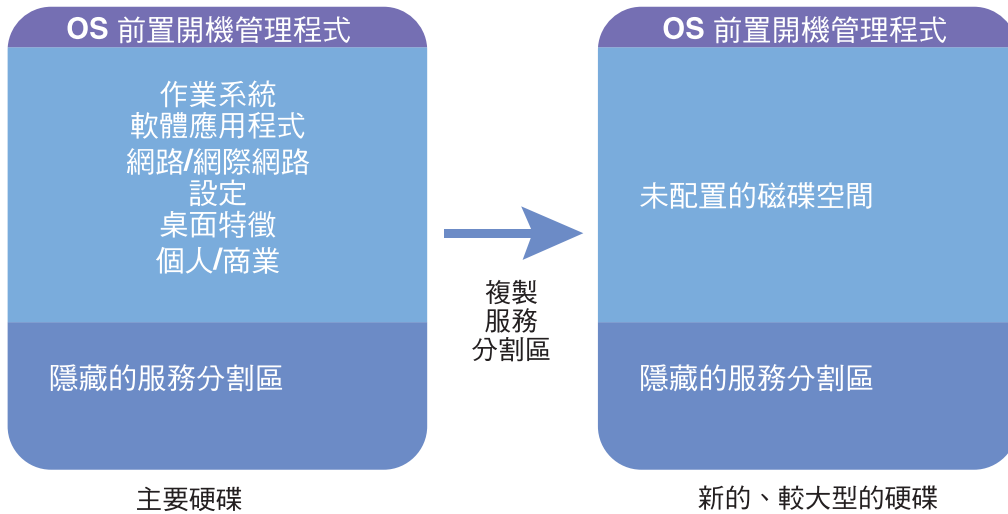 OS 前置開機管理程式
作業系統
軟體應用程式
網路/網際網路
設定
桌面特徵
個人/商業
隱藏的服務分割區
主要硬碟
複製
服務
分割區
OS 前置開機管理程式
未配置的磁碟空間
隱藏的服務分割區
新的、較大型的硬碟